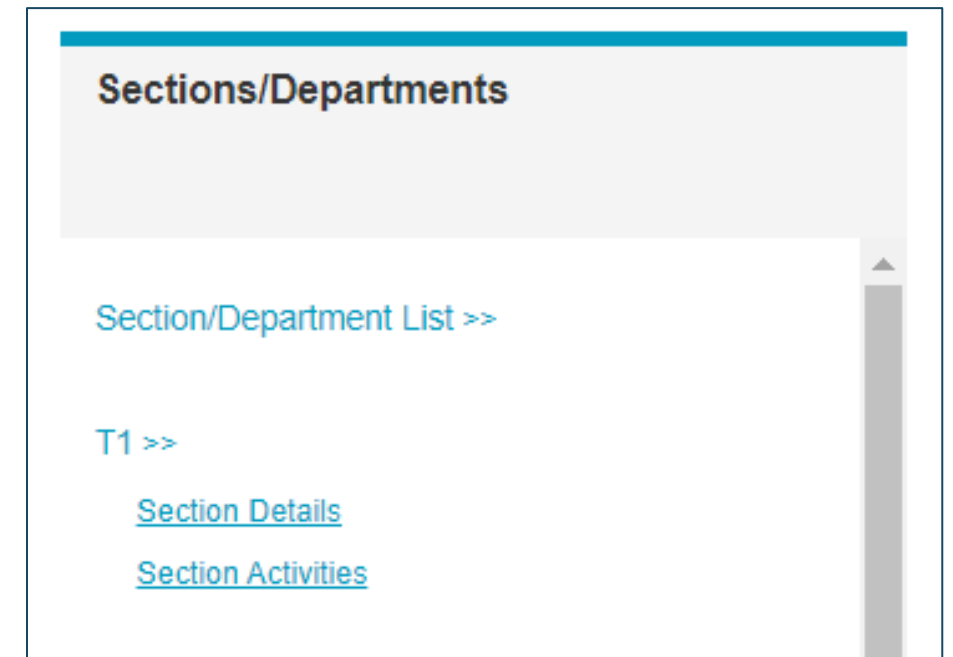 Sections/Departments
Section/Department List >>
T1 >>
Section Details
Section Activities